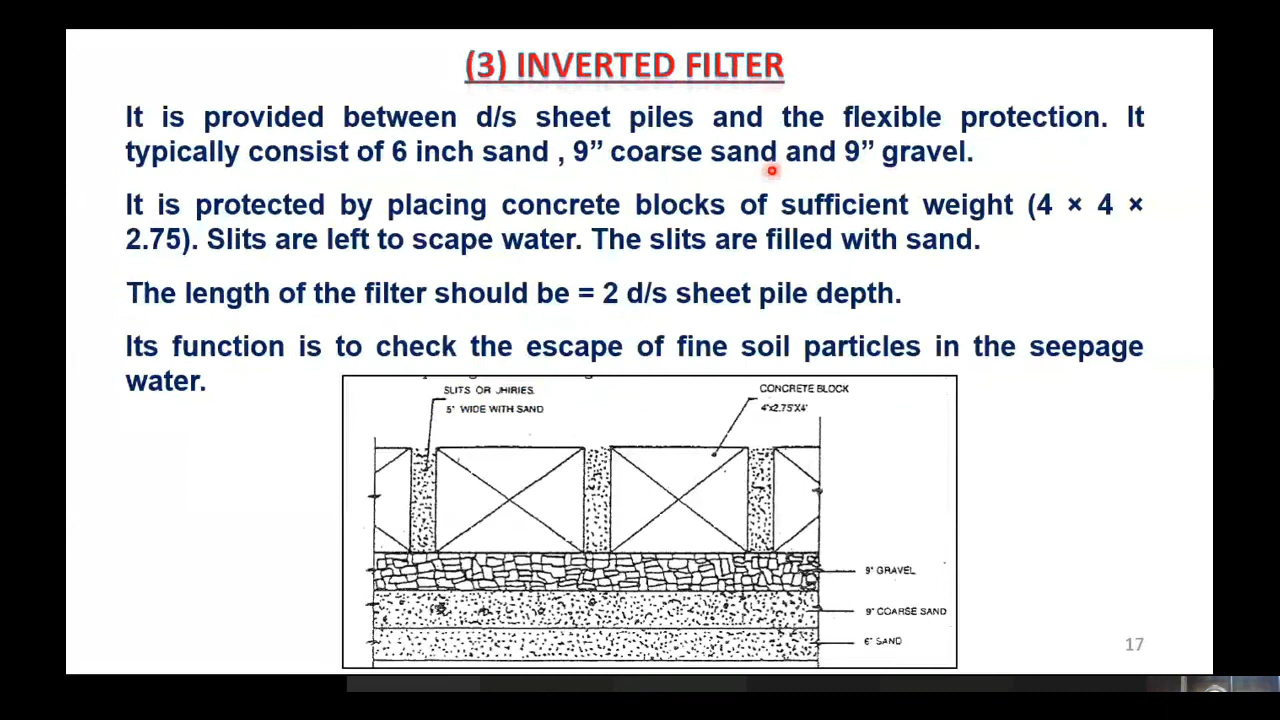 (3) INVERTED FILTER
It is provided between d/s sheet piles and the flexible protection. It
typically consist of 6 inch sand , 9” coarse sand and 9” gravel.
It is protected by placing concrete blocks of sufficient weight (4 × 4 ×
2.75). Slits are left to scape water. The slits are filled with sand.
The length of the filter should be = 2 d/s sheet pile depth.
Its function is to check the escape of fine soil particles in the seepage
water.
SLITS OR JHIRIES.
5" WIDE WITH SAND
CONCRETE BLOCK
4'x2.75'X4'
9" GRAVEL
9" COARSE SAND
6" SAND
17